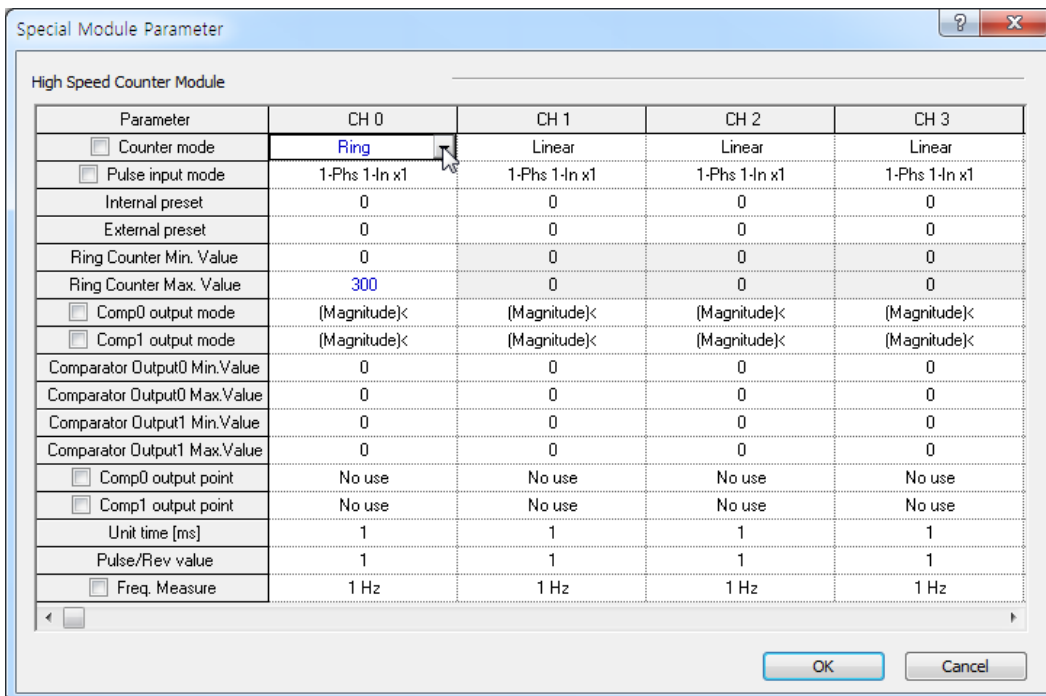 Special Module Parameter
High Speed Counter Module
Parameter CH 0 CH 1 CH 2 CH 3
Counter mode Ring Linear Linear Linear
Pulse input mode 1-Phs 1-In x1 1-Phs 1-In x1 1-Phs 1-In x1 1-Phs 1-In x1
Internal preset 0 0 0 0
External preset 0 0 0 0
Ring Counter Min. Value 0 0 0 0
Ring Counter Max. Value 300 0 0 0
Comp0 output mode (Magnitude)< (Magnitude)< (Magnitude)< (Magnitude)<
Comp1 output mode (Magnitude)< (Magnitude)< (Magnitude)< (Magnitude)<
Comparator Output0 Min.Value 0 0 0 0
Comparator Output0 Max.Value 0 0 0 0
Comparator Output1 Min.Value 0 0 0 0
Comparator Output1 Max.Value 0 0 0 0
Comp0 output point No use No use No use No use
Comp1 output point No use No use No use No use
Unit time [ms] 1 1 1 1
Pulse/Rev value 1 1 1 1
Freq. Measure 1 Hz 1 Hz 1 Hz 1 Hz
OK Cancel